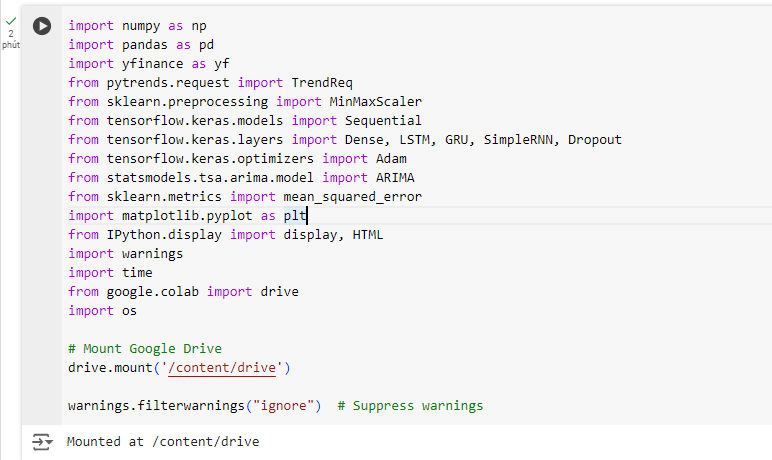 2
phút
import numpy as np
import pandas as pd
import yfinance as yf
from pytrends.request import TrendReq
from sklearn.preprocessing import MinMaxScaler
from tensorflow.keras.models import Sequential
from tensorflow.keras.layers import Dense, LSTM, GRU, SimpleRNN, Dropout
from tensorflow.keras.optimizers import Adam
from statsmodels.tsa.arima.model import ARIMA
from sklearn.metrics import mean_squared_error
import matplotlib.pyplot as plt
from IPython.display import display, HTML
import warnings
import time
from google.colab import drive
import os
# Mount Google Drive
drive.mount('/content/drive')
warnings.filterwarnings("ignore")  # Suppress warnings
Mounted at /content/drive